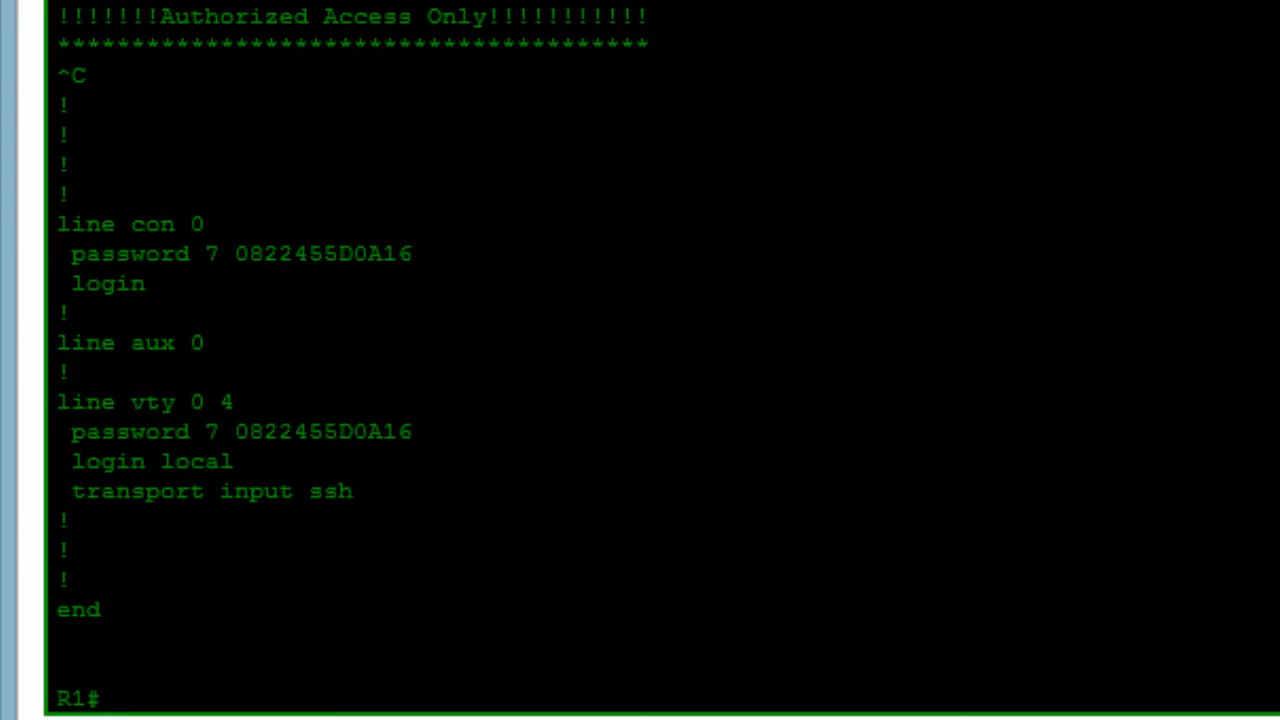 !!!!!!!Authorized Access Only!!!!!!!!!!!
****************************************
^C
!
!
!
!
line con 0
 password 7 0822455D0A16
 login
!
line aux 0
!
line vty 0 4
 password 7 0822455D0A16
 login local
 transport input ssh
!
!
!
end
R1#